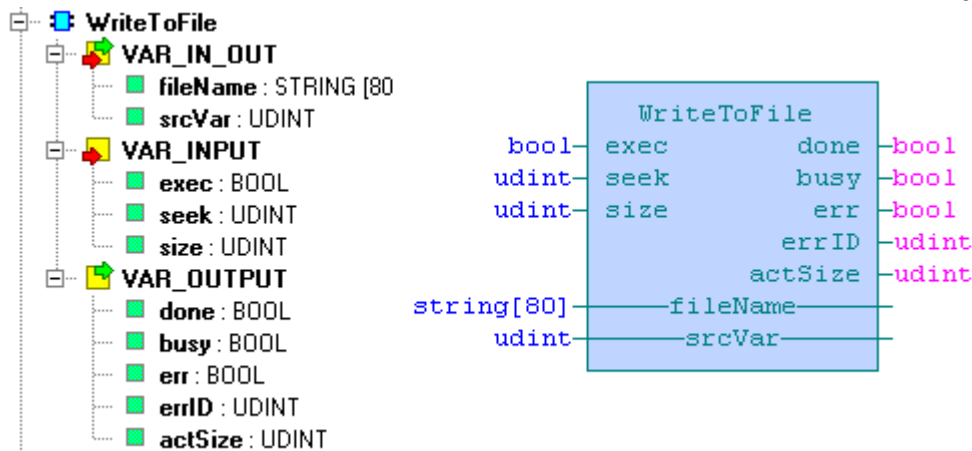 WriteToFile
VAR_IN_OUT
fileName : STRING [80
srcVar : UDINT
VAR_INPUT
exec : BOOL
seek : UDINT
size : UDINT
VAR_OUTPUT
done : BOOL
busy : BOOL
err : BOOL
errID : UDINT
actSize : UDINT
WriteToFile
bool exec done bool
udint seek busy bool
udint size err bool
errID udint
actSize udint
string[80] fileName
udint srcVar